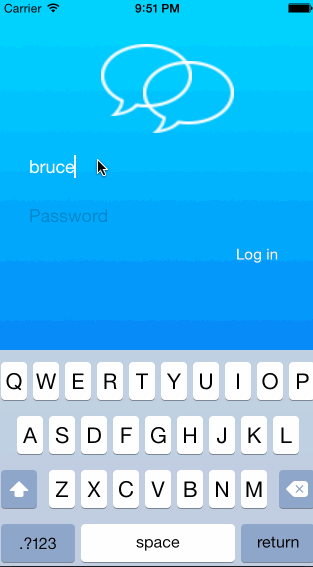 Carrier 9:51 PM
bruce
Password
Log in
Q W E R T Y U I O P
A S D F G H J K L
Z X C V B N M
.?123 space return